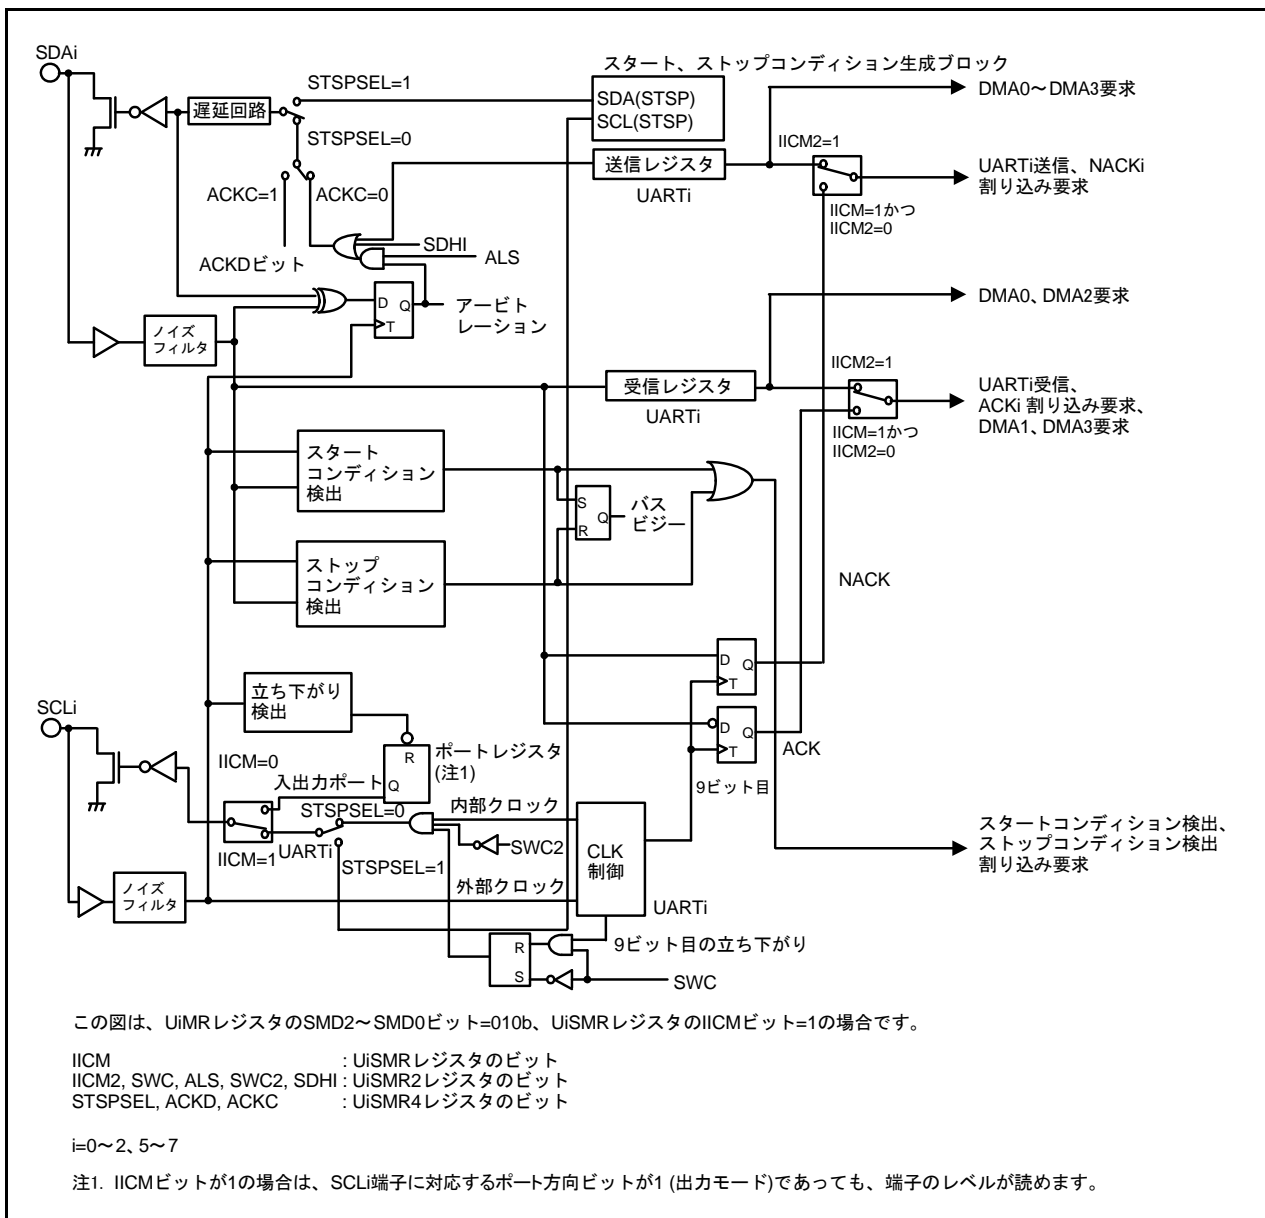 SDAi
スタート、ストップコンディション生成ブロック
STSPSEL=1
DMA0～DMA3要求
遅延回路
SDA(STSP)
SCL(STSP)
STSPSEL=0
IICM2=1
送信レジスタ
UARTi送信、NACKi
割り込み要求
UARTi
ACKC=1
ACKC=0
IICM=1かつ
IICM2=0
SDHI
ALS
ACKDビット
D
Q
T
アービト
レーション
DMA0、DMA2要求
ノイズ
フィルタ
IICM2=1
受信レジスタ
UARTi受信、
ACKi 割り込み要求、
DMA1、DMA3要求
UARTi
IICM=1かつ
IICM2=0
スタート
コンディション
検出
S
Q
R
バス
ビジー
ストップ
コンディション
検出
NACK
D
Q
T
立ち下がり
検出
SCLi
D
Q
T
ACK
R
Q
ポートレジスタ
(注1)
IICM=0
入出力ポート
9ビット目
STSPSEL=0
内部クロック
IICM=1
UARTi
SWC2
CLK
制御
スタートコンディション検出、
ストップコンディション検出
割り込み要求
STSPSEL=1
ノイズ
フィルタ
外部クロック
UARTi
R
S
9ビット目の立ち下がり
SWC
この図は、UiMRレジスタのSMD2～SMD0ビット=010b、UiSMRレジスタのIICMビット=1の場合です。
IICM : UiSMRレジスタのビット
IICM2, SWC, ALS, SWC2, SDHI : UiSMR2レジスタのビット
STSPSEL, ACKD, ACKC : UiSMR4レジスタのビット
i=0～2、5～7
注1. IICMビットが1の場合は、SCLi端子に対応するポート方向ビットが1 (出力モード)であっても、端子のレベルが読めます。